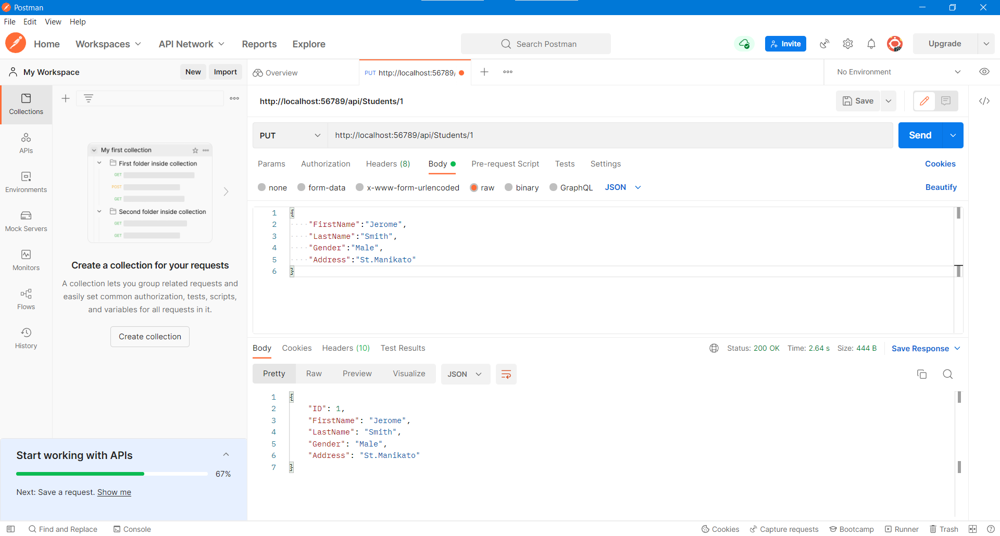 Postman
File Edit View Help
Home Workspaces API Network Reports Explore Search Postman Invite Upgrade
My Workspace New Import Overview PUT http://localhost:56789/ No Environment
Collections
APIs
Environments
Mock Servers
Monitors
Flows
History
My first collection
First folder inside collection
GET
POST
GET
Second folder inside collection
GET
GET
Create a collection for your requests
A collection lets you group related requests and
easily set common authorization, tests, scripts,
and variables for all requests in it.
Create collection
Start working with APIs
67%
Next: Save a request. Show me
http://localhost:56789/api/Students/1 Save
PUT http://localhost:56789/api/Students/1 Send
Params Authorization Headers (8) Body Pre-request Script Tests Settings Cookies
none form-data x-www-form-urlencoded raw binary GraphQL JSON Beautify
1 {
2 "FirstName":"Jerome",
3 "LastName":"Smith",
4 "Gender":"Male",
5 "Address":"St.Manikato"
6 }
Body Cookies Headers (10) Test Results Status: 200 OK Time: 2.64 s Size: 444 B Save Response
Pretty Raw Preview Visualize JSON
1 {
2 "ID": 1,
3 "FirstName": "Jerome",
4 "LastName": "Smith",
5 "Gender": "Male",
6 "Address": "St.Manikato"
7 }
Find and Replace Console Cookies Capture requests Bootcamp Runner Trash